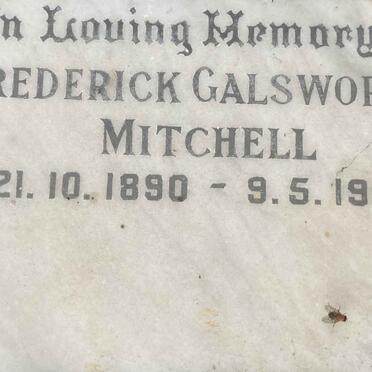 n Loving Memory
REDERICK GALSWOR
MITCHELL
21. 10. 1890 - 9. 5. 19